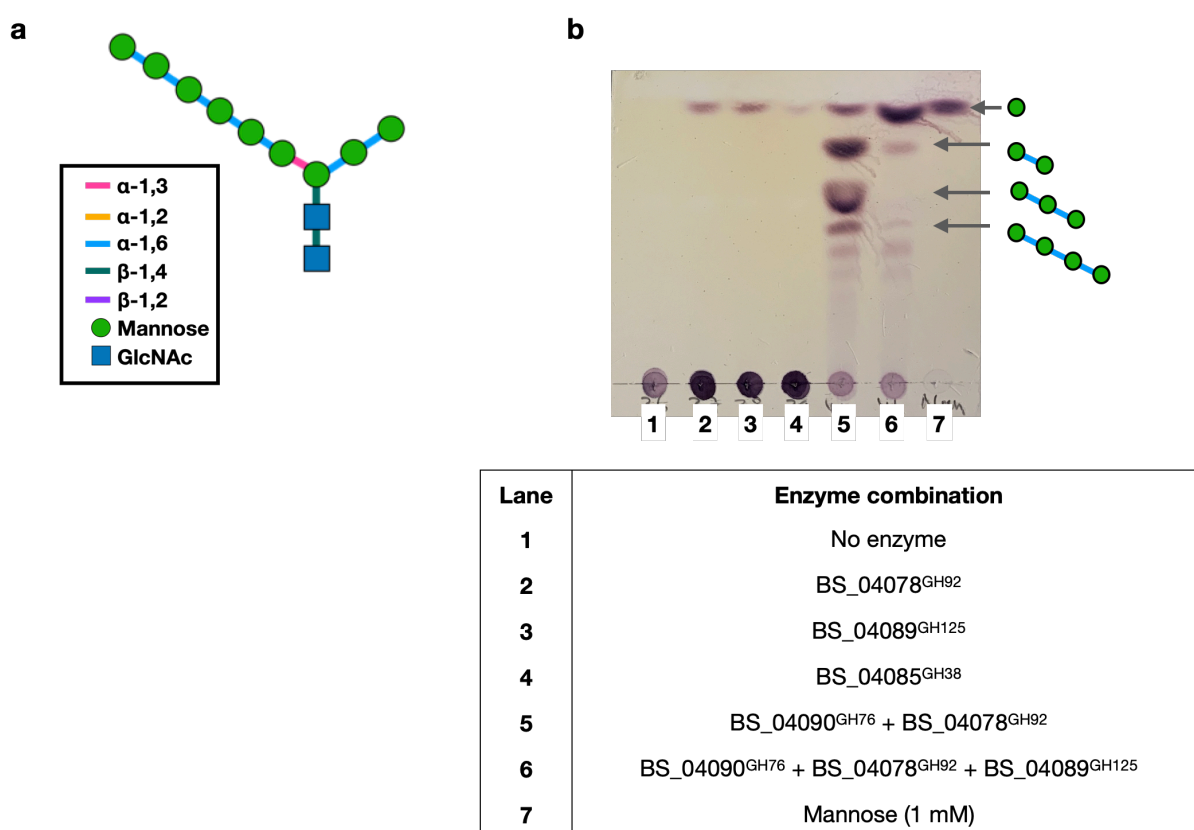 a
b
α-1,3
α-1,2
α-1,6
β-1,4
β-1,2
Mannose
GlcNAc
1 2 3 4 5 6 7
Lane Enzyme combination
1 No enzyme
2 BS_04078GH92
3 BS_04089GH125
4 BS_04085GH38
5 BS_04090GH76 + BS_04078GH92
6 BS_04090GH76 + BS_04078GH92 + BS_04089GH125
7 Mannose (1 mM)